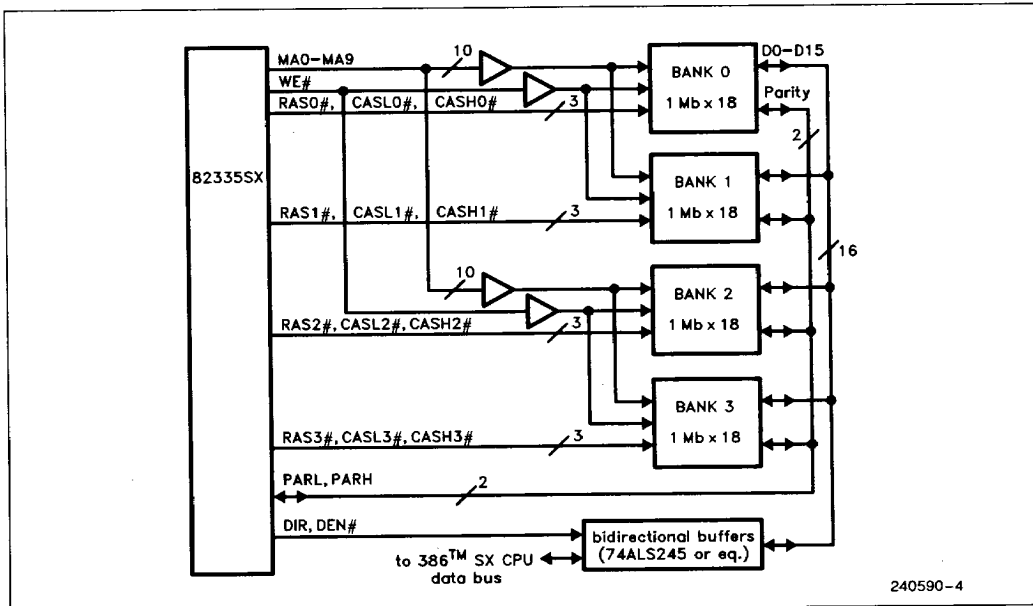 MA0-MA9
WE#
RAS0#, CASL0#, CASH0#
10
3
BANK 0
1 Mb x 18
D0-D15
Parity
2
82335SX
BANK 1
1 Mb x 18
RAS1#, CASL1#, CASH1#
3
16
10
BANK 2
1 Mb x 18
RAS2#, CASL2#, CASH2#
3
BANK 3
1 Mb x 18
RAS3#, CASL3#, CASH3#
3
PARL, PARH
2
DIR, DEN#
bidirectional buffers
(74ALS245 or eq.)
to 386™ SX CPU
data bus
240590-4